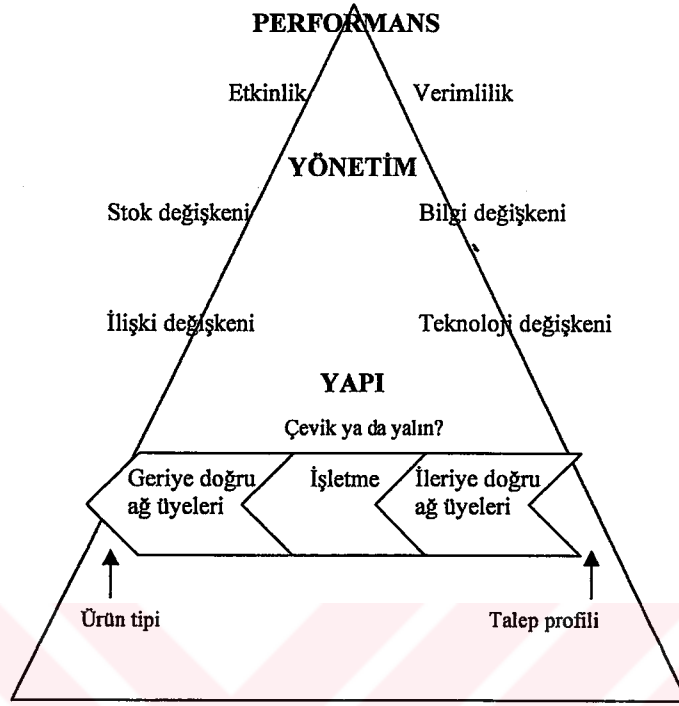 PERFORMANS
Etkinlik Verimlilik
YÖNETİM
Stok değişkeni Bilgi değişkeni
İlişki değişkeni Teknoloji değişkeni
YAPI
Çevik ya da yalın?
Geriye doğru
ağ üyeleri
İşletme
İleriye doğru
ağ üyeleri
Ürün tipi Talep profili